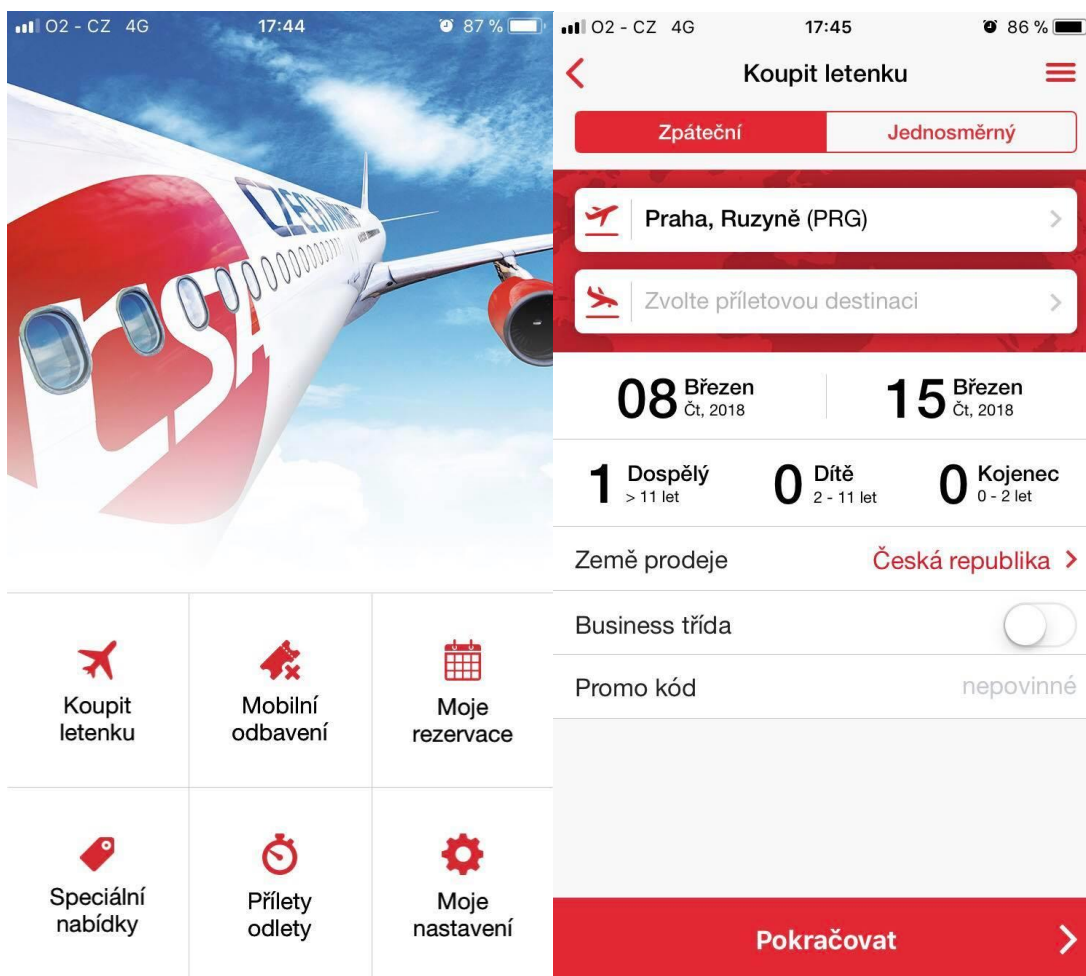 O2 - CZ 4G 17:44 87 %
CZECH AIRLINES
CSA
Koupit
letenku
Mobilní
odbavení
Moje
rezervace
Speciální
nabídky
Přílety
odlety
Moje
nastavení
O2 - CZ 4G 17:45 86 %
Koupit letenku
Zpáteční Jednosměrný
Praha, Ruzyně (PRG)
Zvolte příletovou destinaci
08 Březen
Čt, 2018
15 Březen
Čt, 2018
1 Dospělý
> 11 let
0 Dítě
2 - 11 let
0 Kojenec
0 - 2 let
Země prodeje Česká republika
Business třída
Promo kód nepovinné
Pokračovat